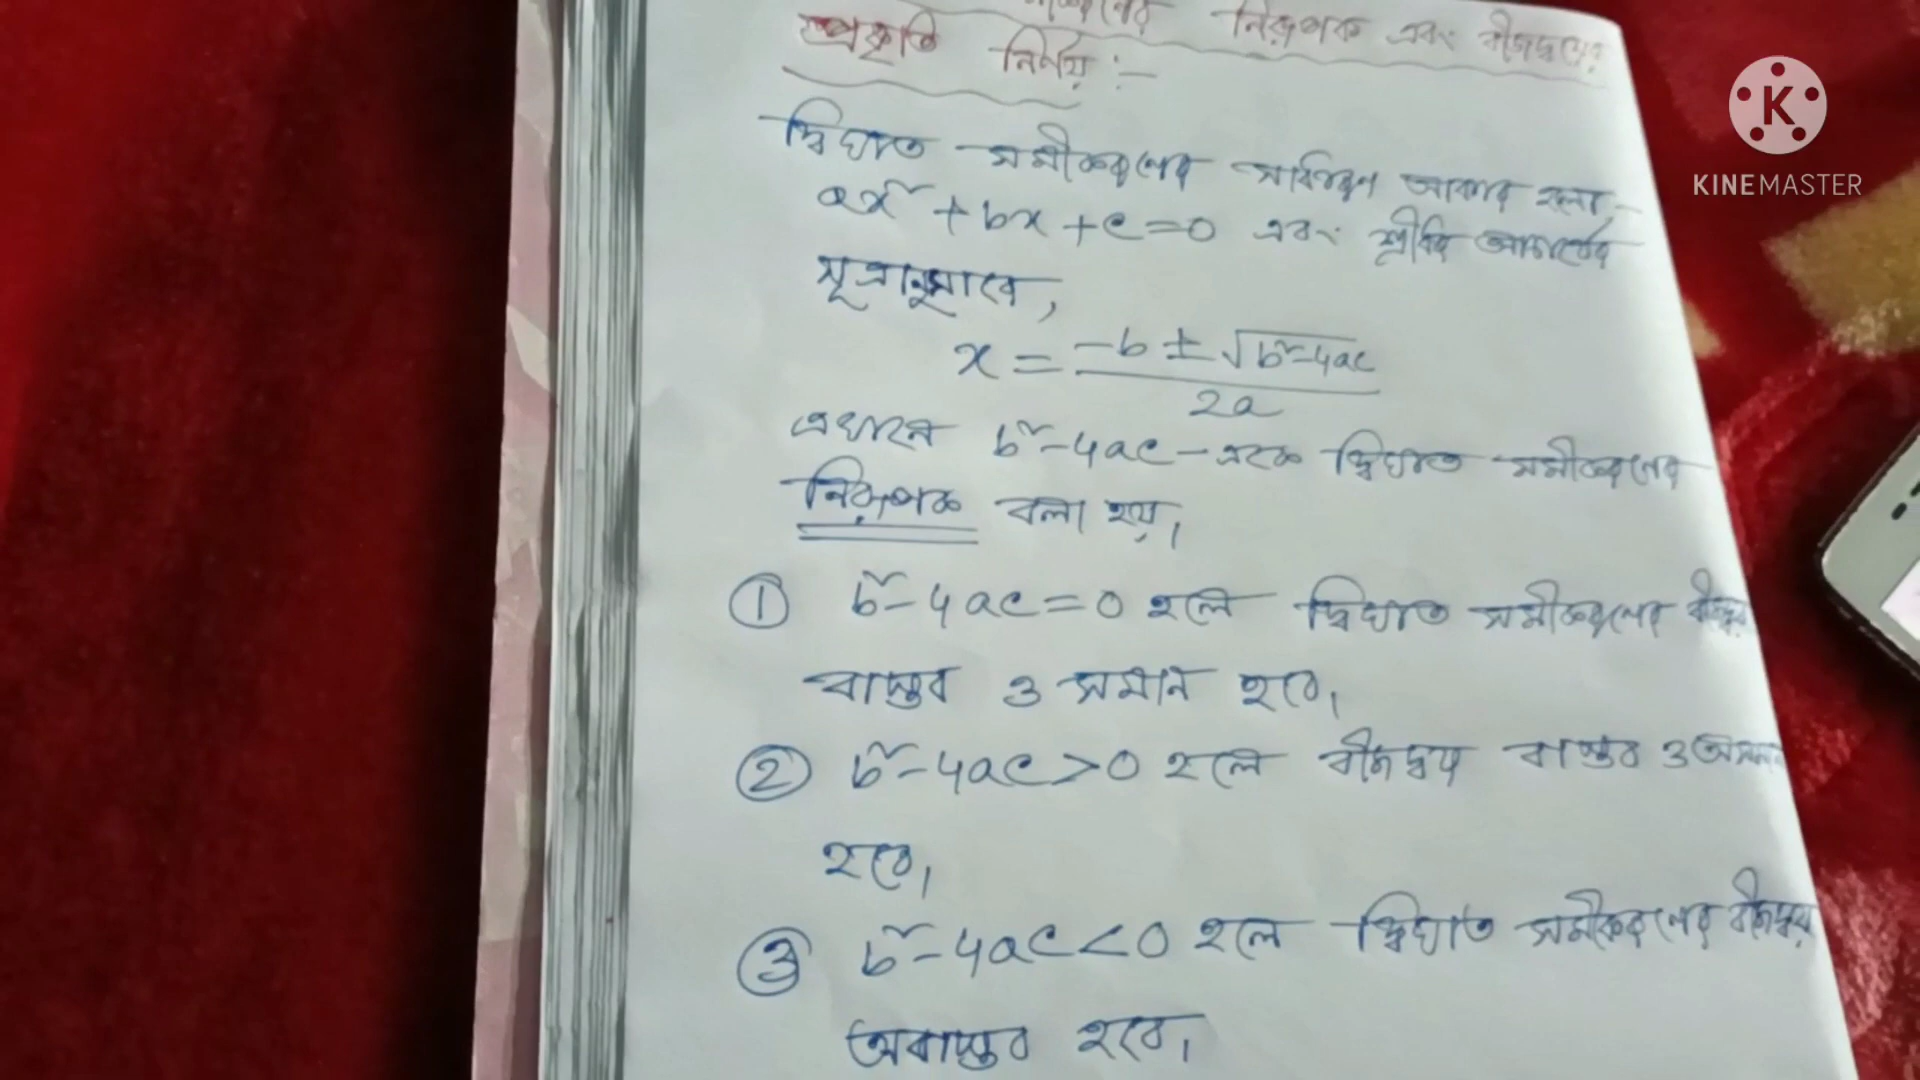 নিরূপক এবং বীজদ্বয়ের
প্রকৃতি নির্ণয় :-
দ্বিঘাত সমীকরণের সাধারণ আকার হলো,-
ax² + bx + c = 0 এবং শ্রীধর আচার্যের
সূত্রানুসারে,
x = (-b ± √(b²-4ac)) / 2a
এখানে b²-4ac-একে দ্বিঘাত সমীকরণের
নিরূপক বলা হয়।
① b²-4ac=0 হলে দ্বিঘাত সমীকরণের বীজদ্বয়
বাস্তব ও সমান হবে।
② b²-4ac>0 হলে বীজদ্বয় বাস্তব ও অসমান
হবে।
③ b²-4ac<0 হলে দ্বিঘাত সমীকরণের বীজদ্বয়
অবাস্তব হবে।
K
KINEMASTER